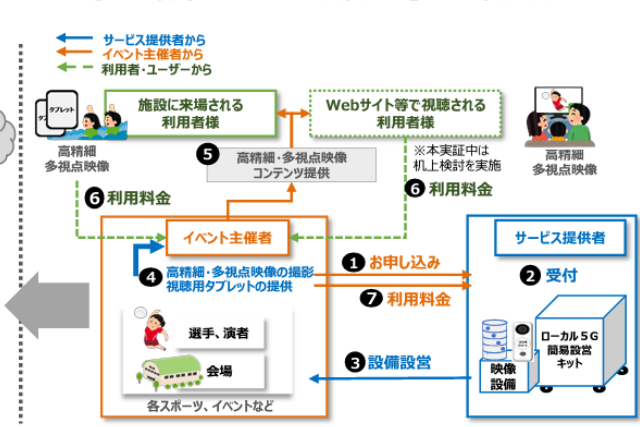 サービス提供者から
イベント主催者から
利用者・ユーザーから
タブレット
高精細
多視点映像
施設に来場される
利用者様
Webサイト等で視聴される
利用者様
※本実証中は
机上検討を実施
高精細
多視点映像
❺
高精細・多視点映像
コンテンツ提供
❻利用料金
❻利用料金
イベント主催者
❹高精細・多視点映像の撮影
視聴用タブレットの提供
選手、演者
会場
各スポーツ、イベントなど
❶お申し込み
❼利用料金
❸設備設営
サービス提供者
❷受付
映像
設備
ローカル5G
簡易設営
キット